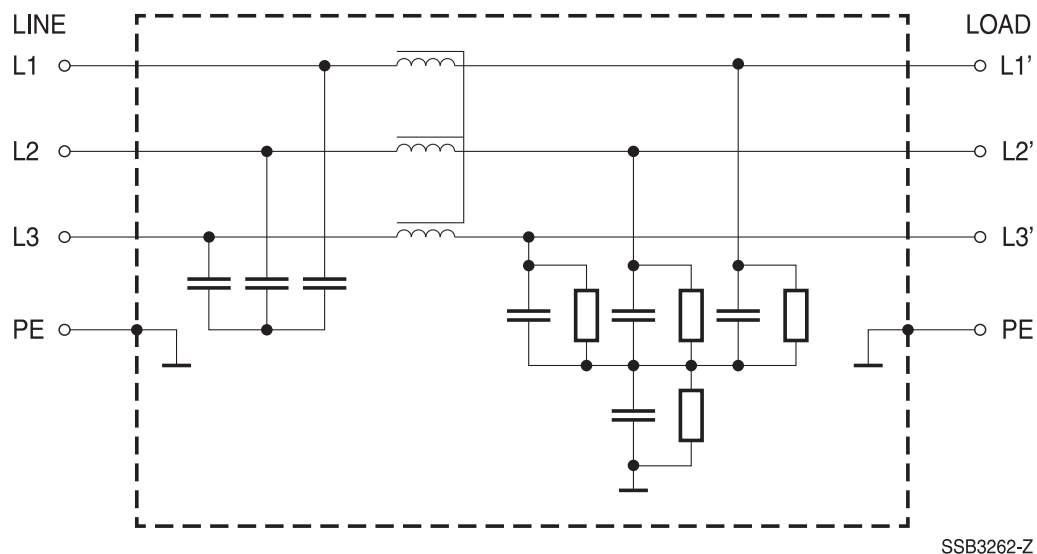 LINE
LOAD
L1
L1'
L2
L2'
L3
L3'
PE
PE
SSB3262-Z